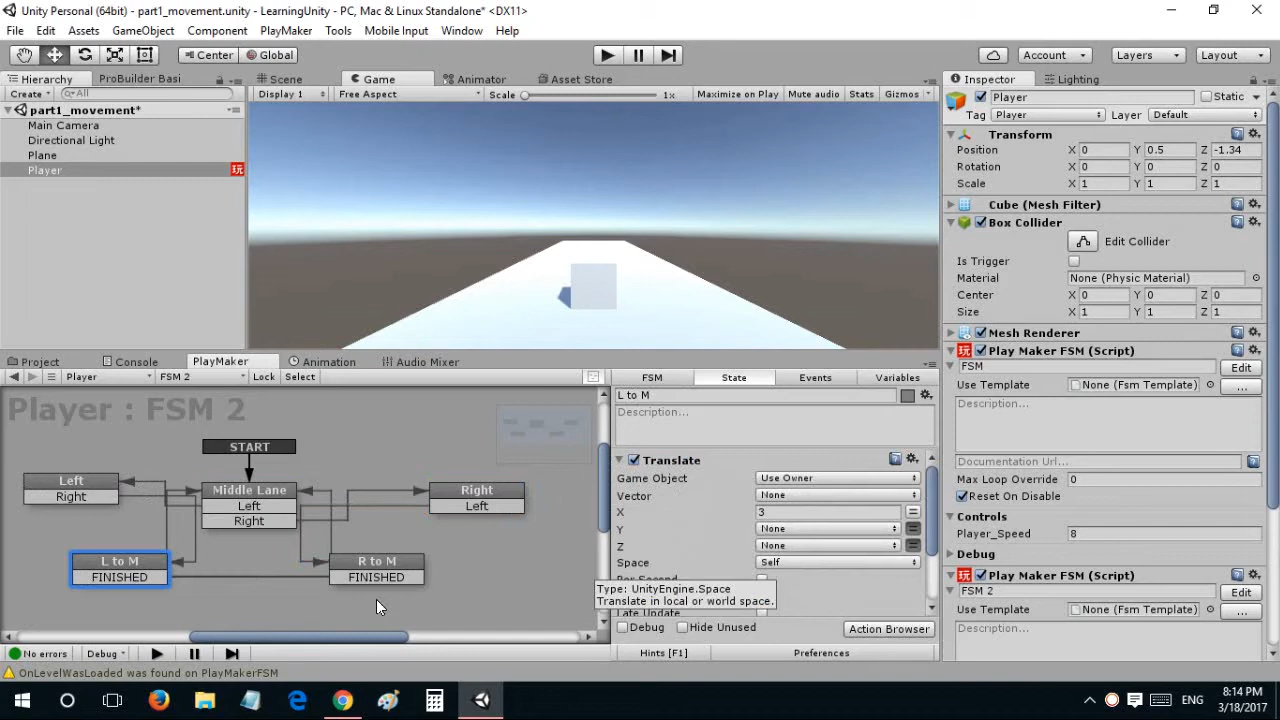 Unity Personal (64bit) - part1_movement.unity - LearningUnity - PC, Mac & Linux Standalone* <DX11>
File Edit Assets GameObject Component PlayMaker Tools Mobile Input Window Help
Center Global Account Layers Layout
Hierarchy ProBuilder Basi Scene Game Animator Asset Store Inspector Lighting
Create All Display 1 Free Aspect Scale 1x Maximize on Play Mute audio Stats Gizmos Player Static
part1_movement*
Tag Player Layer Default
Main Camera
Directional Light
Plane
Player 玩
Transform
Position X 0 Y 0.5 Z -1.34
Rotation X 0 Y 0 Z 0
Scale X 1 Y 1 Z 1
Cube (Mesh Filter)
Box Collider
Edit Collider
Is Trigger
Material None (Physic Material)
Center X 0 Y 0 Z 0
Size X 1 Y 1 Z 1
Mesh Renderer
玩 Play Maker FSM (Script)
FSM Edit
Use Template None (Fsm Template) ...
Description...
Documentation Url...
Max Loop Override 0
Reset On Disable
Controls
Player_Speed 8
Debug
玩 Play Maker FSM (Script)
FSM 2 Edit
Use Template None (Fsm Template) ...
Description...
Project Console PlayMaker Animation Audio Mixer
Player FSM 2 Lock Select
Player : FSM 2
START
Left
Right
Middle Lane
Left
Right
Right
Left
L to M
FINISHED
R to M
FINISHED
FSM State Events Variables
L to M
Description...
Translate
Game Object Use Owner
Vector None
X 3
Y None
Z None
Space Self
Type: UnityEngine.Space
Translate in local or world space.
Debug Hide Unused Action Browser
Hints [F1] Preferences
No errors Debug
OnLevelWasLoaded was found on PlayMakerFSM
ENG
8:14 PM
3/18/2017